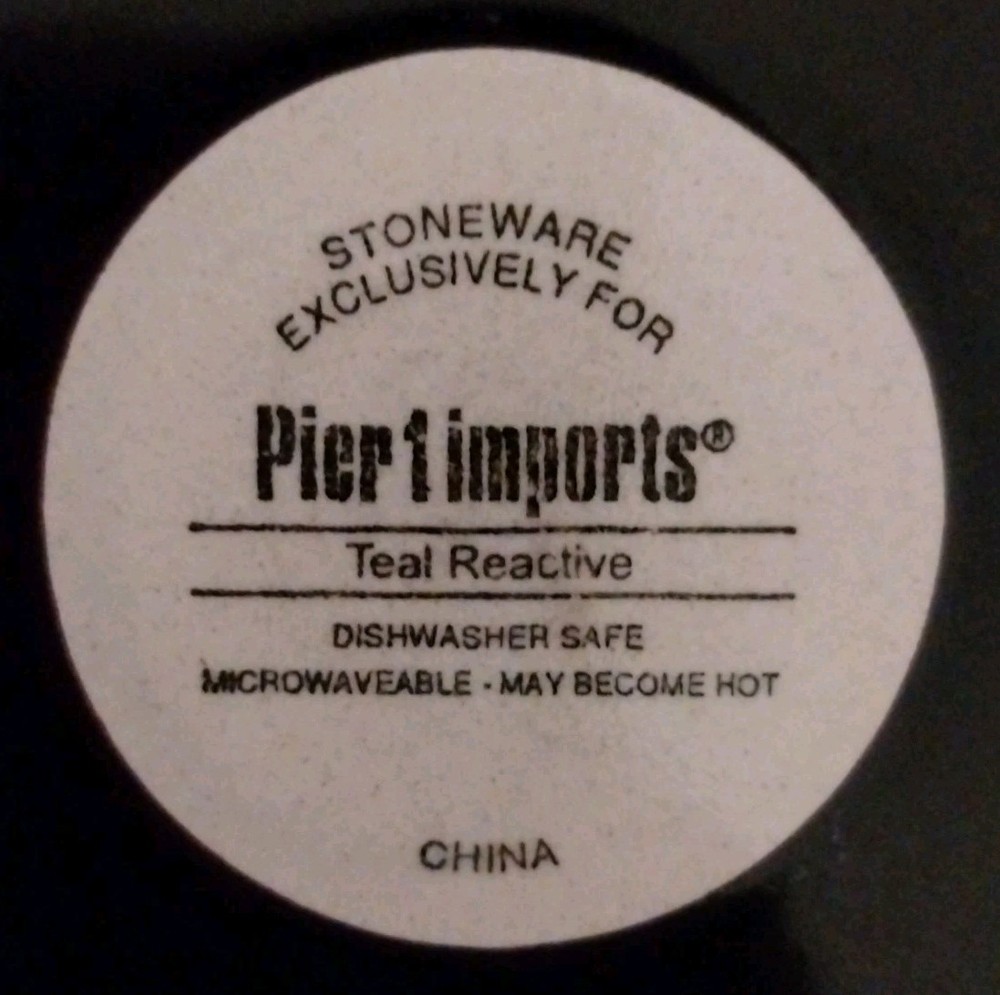 STONEWARE
EXCLUSIVELY FOR
Pier 1 imports®
Teal Reactive
DISHWASHER SAFE
MICROWAVEABLE - MAY BECOME HOT
CHINA